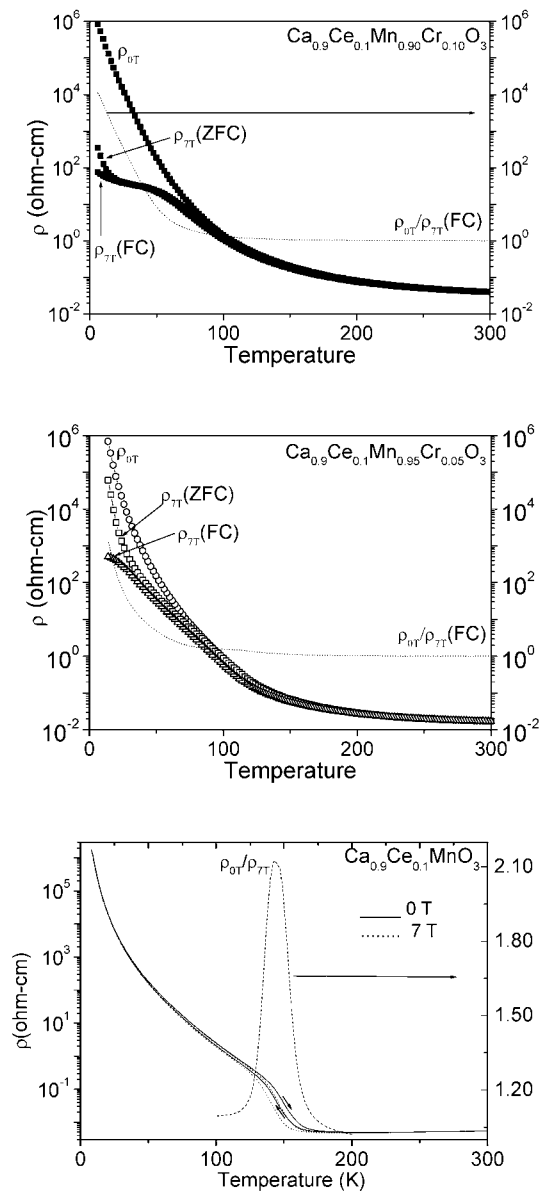 Ca0.9Ce0.1Mn0.90Cr0.10O3
10^6
10^4
10^2
10^0
10^-2
ρ (ohm-cm)
ρ0T
ρ7T(ZFC)
ρ7T(FC)
ρ0T/ρ7T(FC)
10^6
10^4
10^2
10^0
10^-2
0 100 200 300
Temperature
Ca0.9Ce0.1Mn0.95Cr0.05O3
10^6
10^4
10^2
10^0
10^-2
ρ (ohm-cm)
ρ0T
ρ7T(ZFC)
ρ7T(FC)
ρ0T/ρ7T(FC)
10^6
10^4
10^2
10^0
10^-2
0 100 200 300
Temperature
ρ0T/ρ7T
Ca0.9Ce0.1MnO3
0 T
7 T
10^5
10^3
10^1
10^-1
ρ(ohm-cm)
2.10
1.80
1.50
1.20
0 100 200 300
Temperature (K)